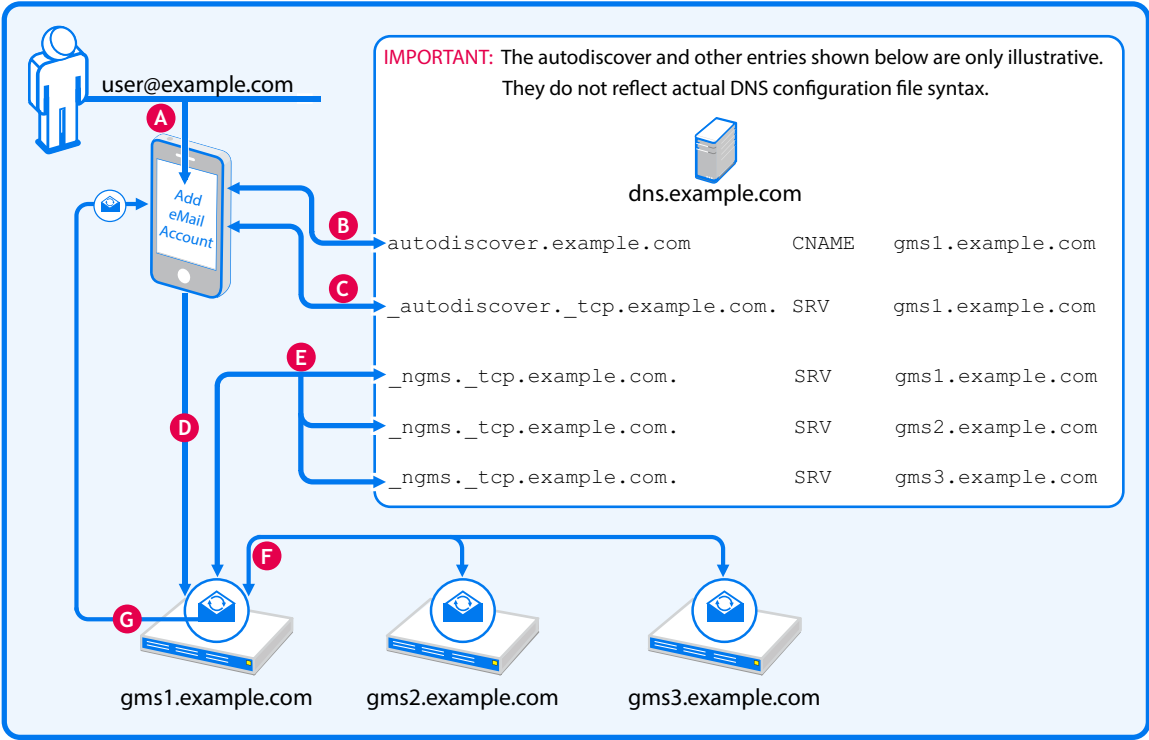 user@example.com
IMPORTANT: The autodiscover and other entries shown below are only illustrative.
They do not reflect actual DNS configuration file syntax.
A
Add
eMail
Account
dns.example.com
B
autodiscover.example.com CNAME gms1.example.com
C
_autodiscover._tcp.example.com. SRV gms1.example.com
E
_ngms._tcp.example.com. SRV gms1.example.com
D
_ngms._tcp.example.com. SRV gms2.example.com
_ngms._tcp.example.com. SRV gms3.example.com
F
G
gms1.example.com
gms2.example.com
gms3.example.com